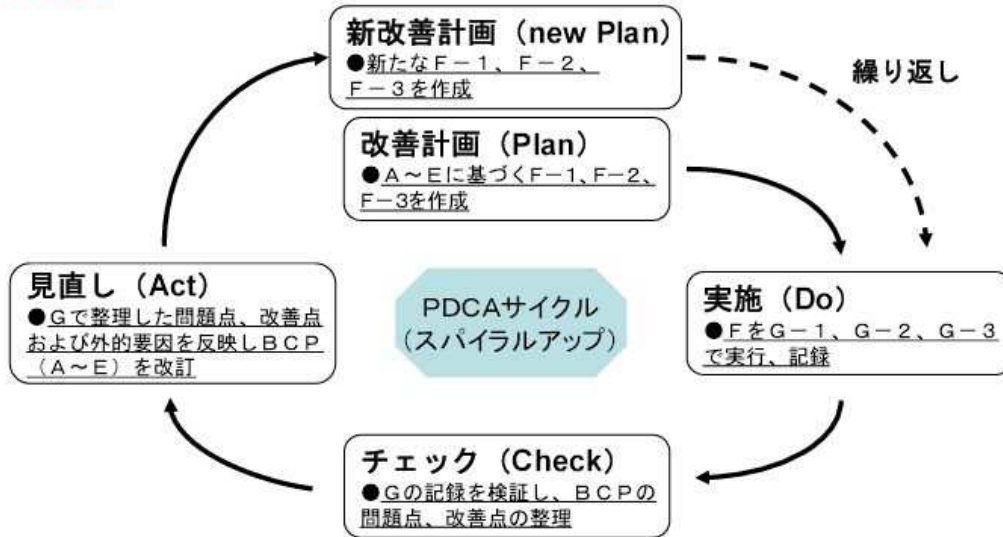 新改善計画（new Plan）
●新たなＦ－１、Ｆ－２、
Ｆ－３を作成
繰り返し
改善計画（Plan）
●Ａ～Ｅに基づくF－1、F－2、
F－3を作成
見直し（Act）
●Ｇで整理した問題点、改善点
および外的要因を反映しＢＣＰ
（Ａ～Ｅ）を改訂
PDCAサイクル
（スパイラルアップ）
実施（Do）
●ＦをＧ－１、Ｇ－２、Ｇ－３
で実行、記録
チェック（Check）
●Ｇの記録を検証し、ＢＣＰの
問題点、改善点の整理